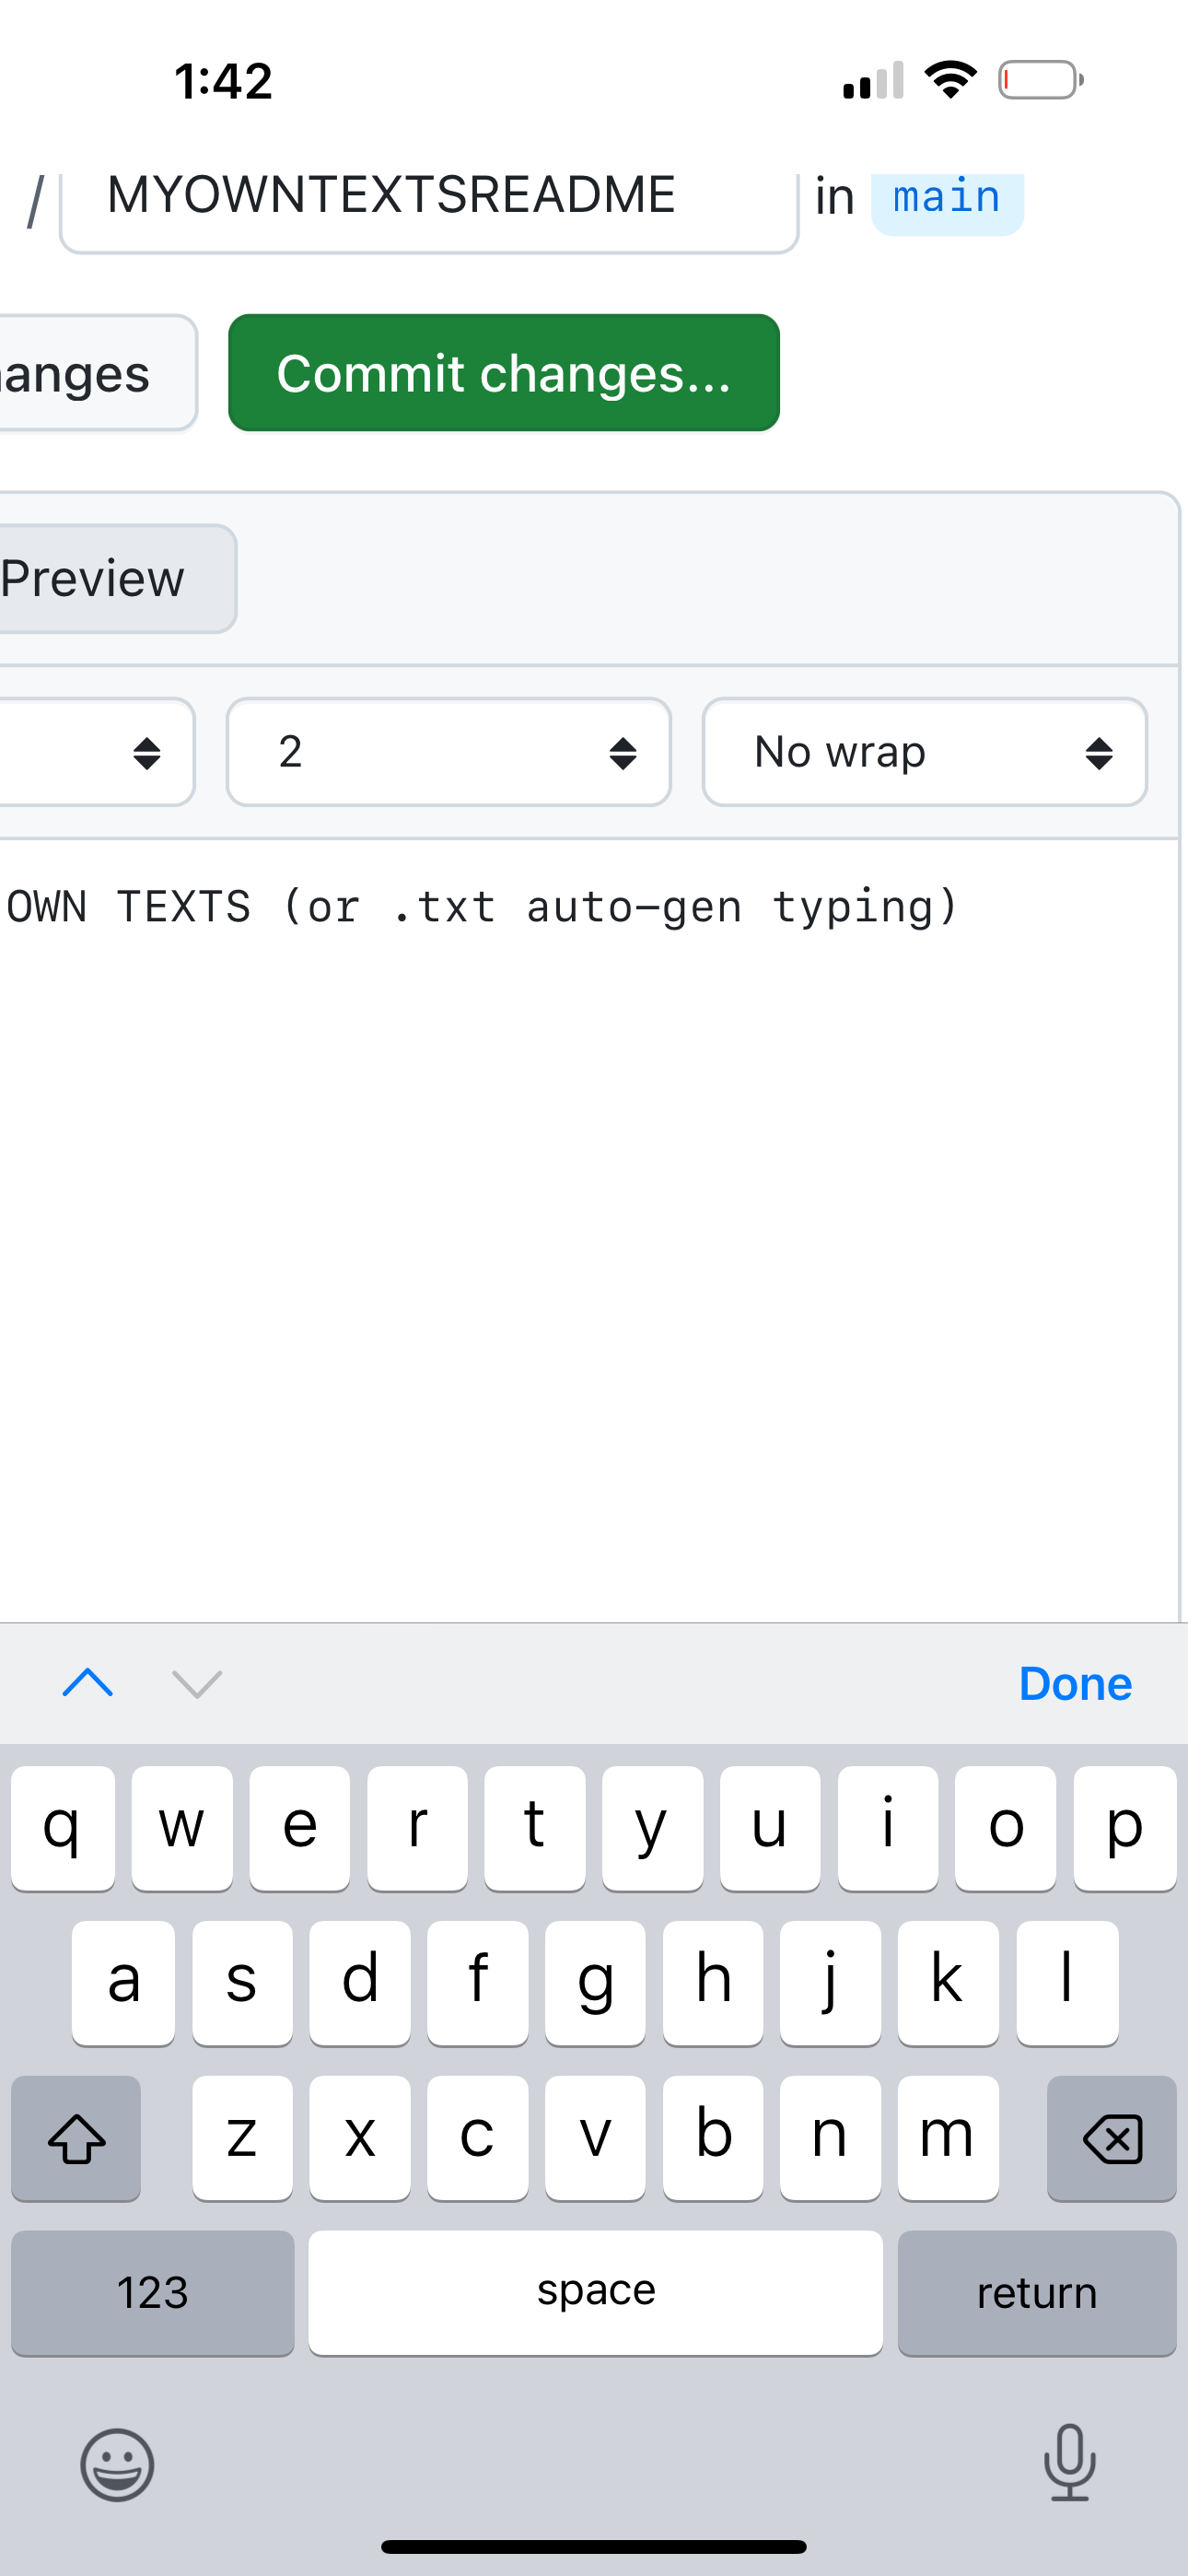 1:42
/ MYOWNTEXTSREADME in main
anges Commit changes...
Preview
2 No wrap
OWN TEXTS (or .txt auto-gen typing)
Done
q w e r t y u i o p
a s d f g h j k l
z x c v b n m
123 space return